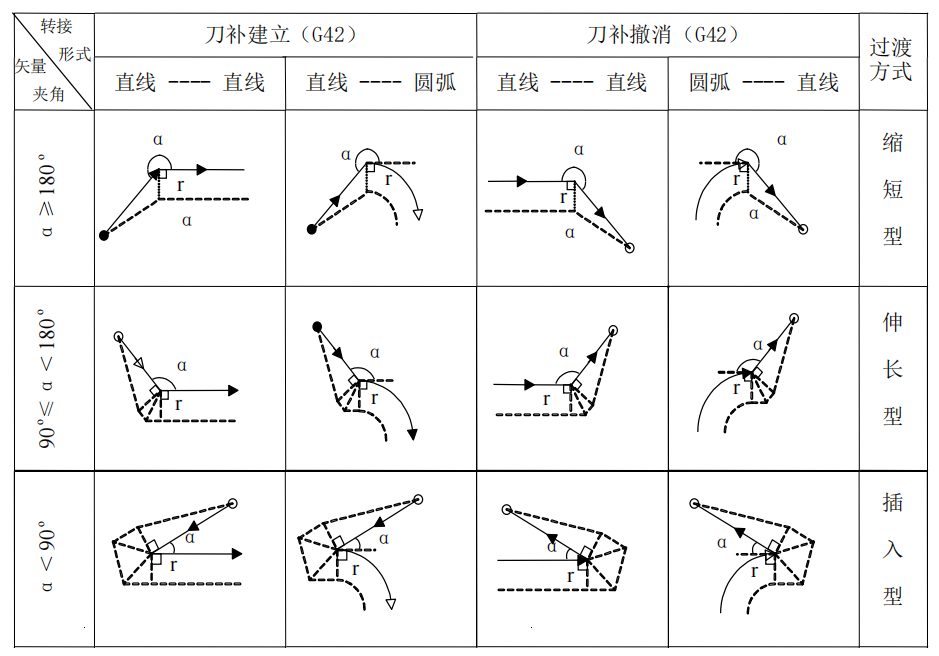 转接
形式
矢量
夹角
刀补建立（G42）
刀补撤消（G42）
过渡
方式
直线 ---- 直线
直线 ---- 圆弧
直线 ---- 直线
圆弧 ---- 直线
α ≥ 180°
α
r
α
α
r
α
r
α
α
r
α
缩
短
型
90°≤ α < 180°
α
r
α
r
α
r
α
r
伸
长
型
α < 90°
α
r
α
r
α
r
α
r
插
入
型